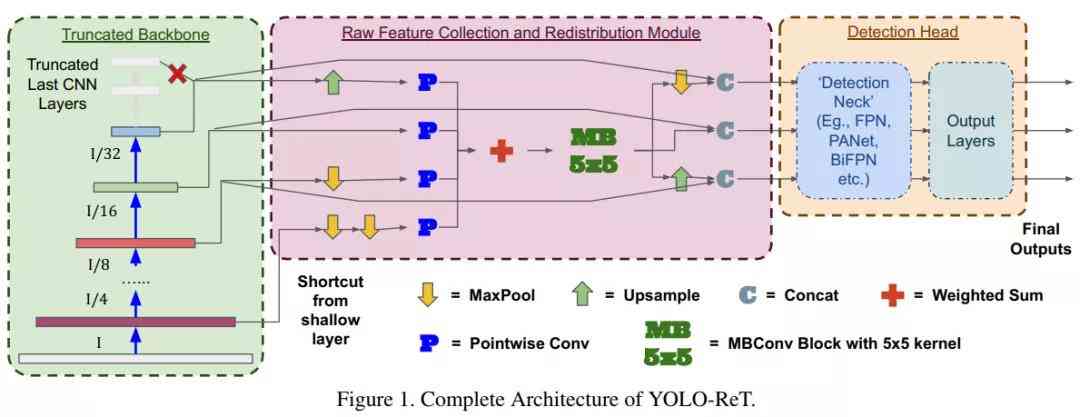 Truncated Backbone
Raw Feature Collection and Redistribution Module
Detection Head
Truncated
Last CNN
Layers
I/32
I/16
I/8
......
I/4
I
P
P
P
P
MB
5x5
C
C
C
'Detection
Neck'
(Eg., FPN,
PANet,
BiFPN
etc.)
Output
Layers
Final
Outputs
Shortcut
from
shallow
layer
= MaxPool
= Upsample
C = Concat
= Weighted Sum
P = Pointwise Conv
MB
5x5 = MBConv Block with 5x5 kernel
Figure 1. Complete Architecture of YOLO-ReT.